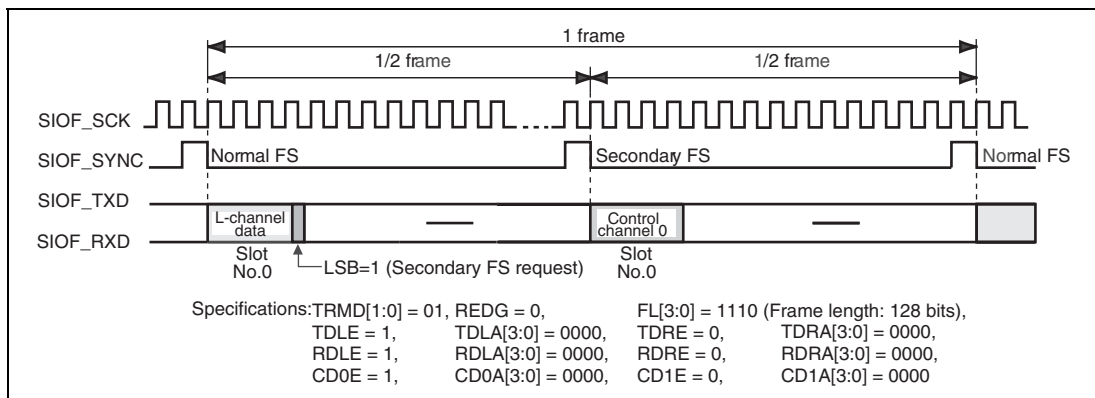 1 frame
1/2 frame 1/2 frame
SIOF_SCK
SIOF_SYNC Normal FS Secondary FS Normal FS
SIOF_TXD
L-channel data Control channel 0
SIOF_RXD
Slot No.0 LSB=1 (Secondary FS request) Slot No.0
Specifications: TRMD[1:0] = 01, REDG = 0, FL[3:0] = 1110 (Frame length: 128 bits),
TDLE = 1, TDLA[3:0] = 0000, TDRE = 0, TDRA[3:0] = 0000,
RDLE = 1, RDLA[3:0] = 0000, RDRE = 0, RDRA[3:0] = 0000,
CD0E = 1, CD0A[3:0] = 0000, CD1E = 0, CD1A[3:0] = 0000